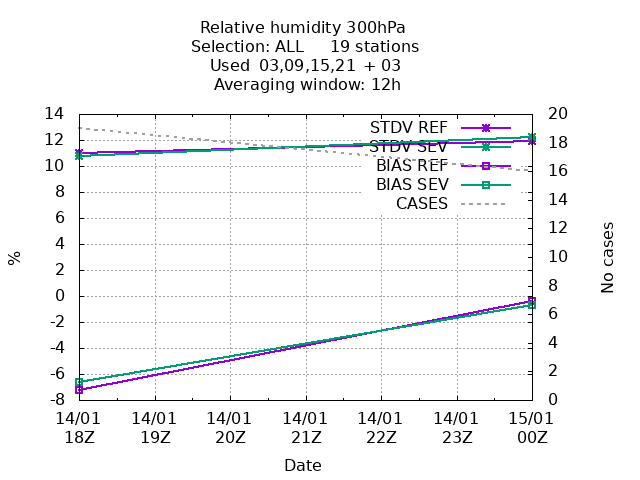 Relative humidity 300hPa
Selection: ALL 19 stations
Used 03,09,15,21 + 03
Averaging window: 12h
14
12
10
8
6
4
2
0
-2
-4
-6
-8
%
STDV REF
STDV SEV
BIAS REF
BIAS SEV
CASES
20
18
16
14
12
10
8
6
4
2
0
No cases
14/01 14/01 14/01 14/01 14/01 14/01 15/01
18Z 19Z 20Z 21Z 22Z 23Z 00Z
Date